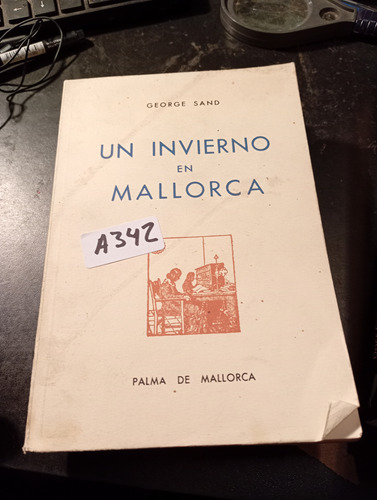 GEORGE SAND
UN INVIERNO
EN
MALLORCA
A342
PALMA DE MALLORCA